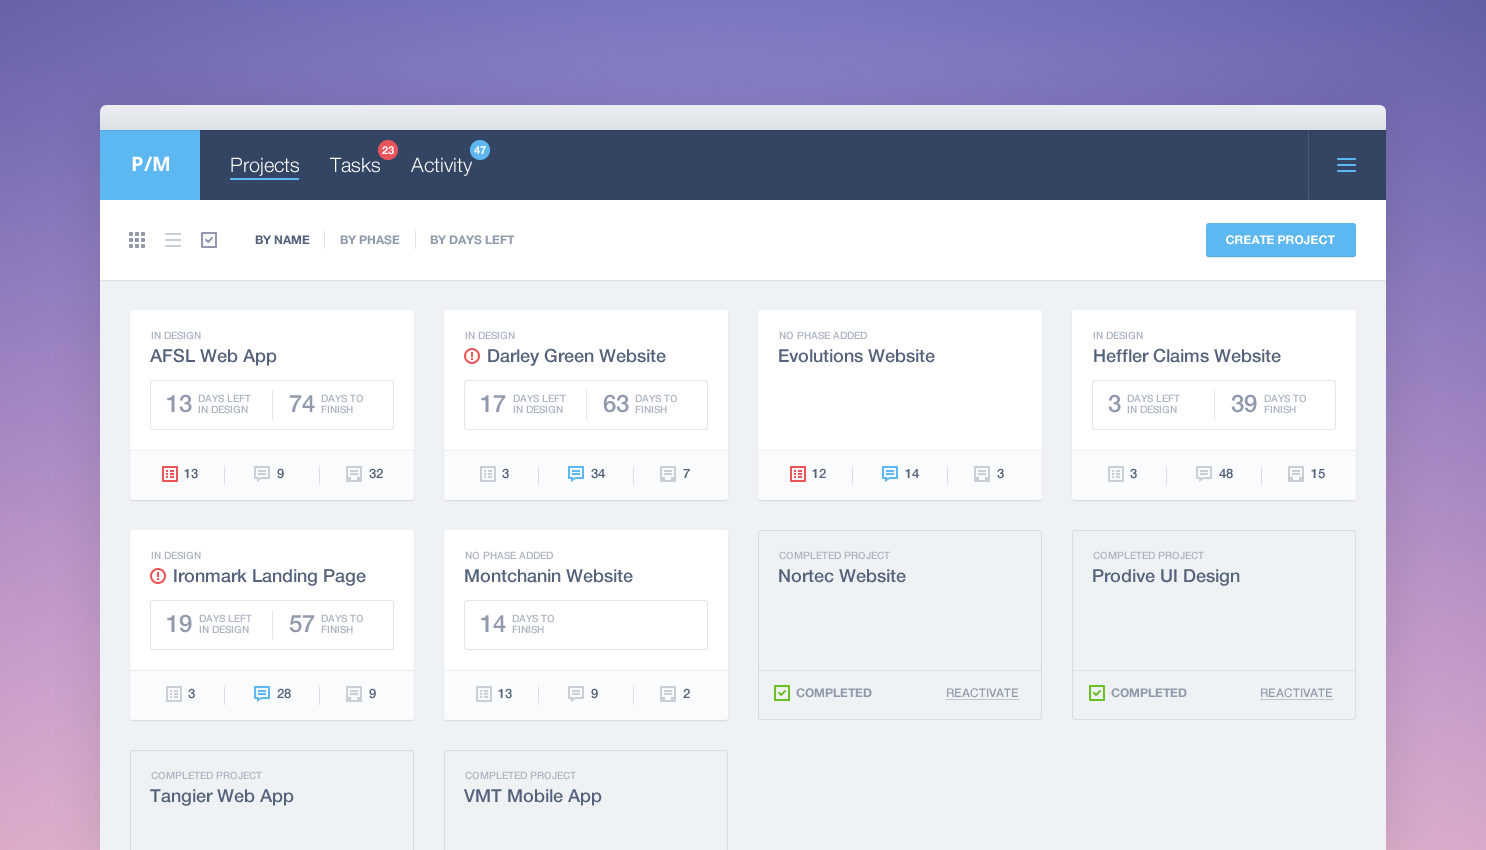 P/M
Projects
Tasks
23
Activity
47
BY NAME
BY PHASE
BY DAYS LEFT
CREATE PROJECT
IN DESIGN
AFSL Web App
13 DAYS LEFT IN DESIGN
74 DAYS TO FINISH
13
9
32
IN DESIGN
Darley Green Website
17 DAYS LEFT IN DESIGN
63 DAYS TO FINISH
3
34
7
NO PHASE ADDED
Evolutions Website
12
14
3
IN DESIGN
Heffler Claims Website
3 DAYS LEFT IN DESIGN
39 DAYS TO FINISH
3
48
15
IN DESIGN
Ironmark Landing Page
19 DAYS LEFT IN DESIGN
57 DAYS TO FINISH
3
28
9
NO PHASE ADDED
Montchanin Website
14 DAYS TO FINISH
13
9
2
COMPLETED PROJECT
Nortec Website
COMPLETED
REACTIVATE
COMPLETED PROJECT
Prodive UI Design
COMPLETED
REACTIVATE
COMPLETED PROJECT
Tangier Web App
COMPLETED PROJECT
VMT Mobile App